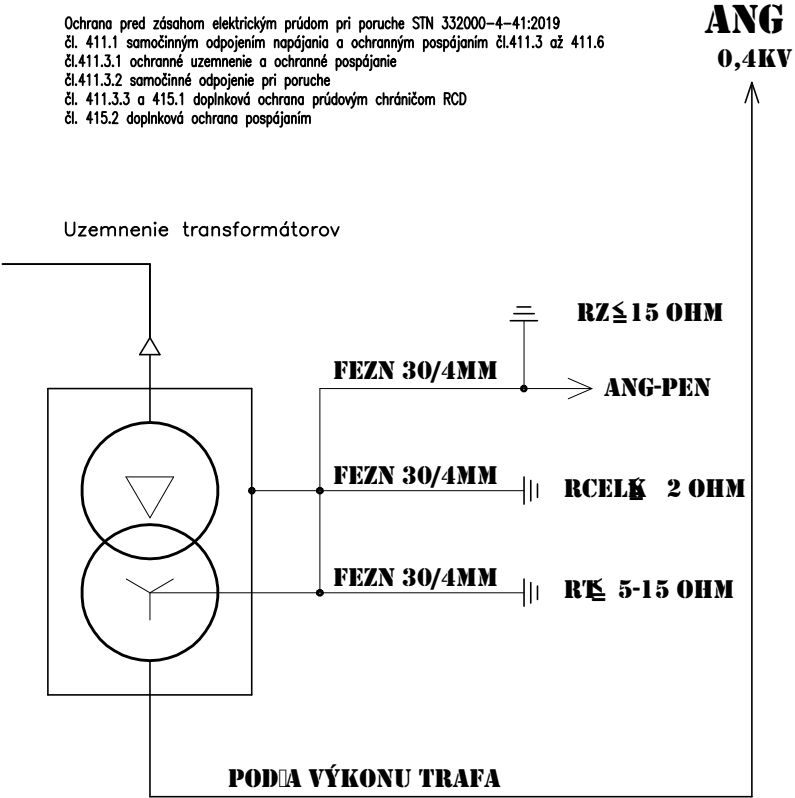 Ochrana pred zásahom elektrickým prúdom pri poruche STN 332000-4-41:2019
čl. 411.1 samočinným odpojením napájania a ochranným pospájaním čl.411.3 až 411.6
čl.411.3.1 ochranné uzemnenie a ochranné pospájanie
čl.411.3.2 samočinné odpojenie pri poruche
čl. 411.3.3 a 415.1 doplnková ochrana prúdovým chráničom RCD
čl. 415.2 doplnková ochrana pospájaním
ANG
0,4KV
Uzemnenie transformátorov
RZ≤15 OHM
FEZN 30/4MM
ANG-PEN
FEZN 30/4MM
RCELK≤ 2 OHM
FEZN 30/4MM
RT≤ 5-15 OHM
POD▯A VÝKONU TRAFA